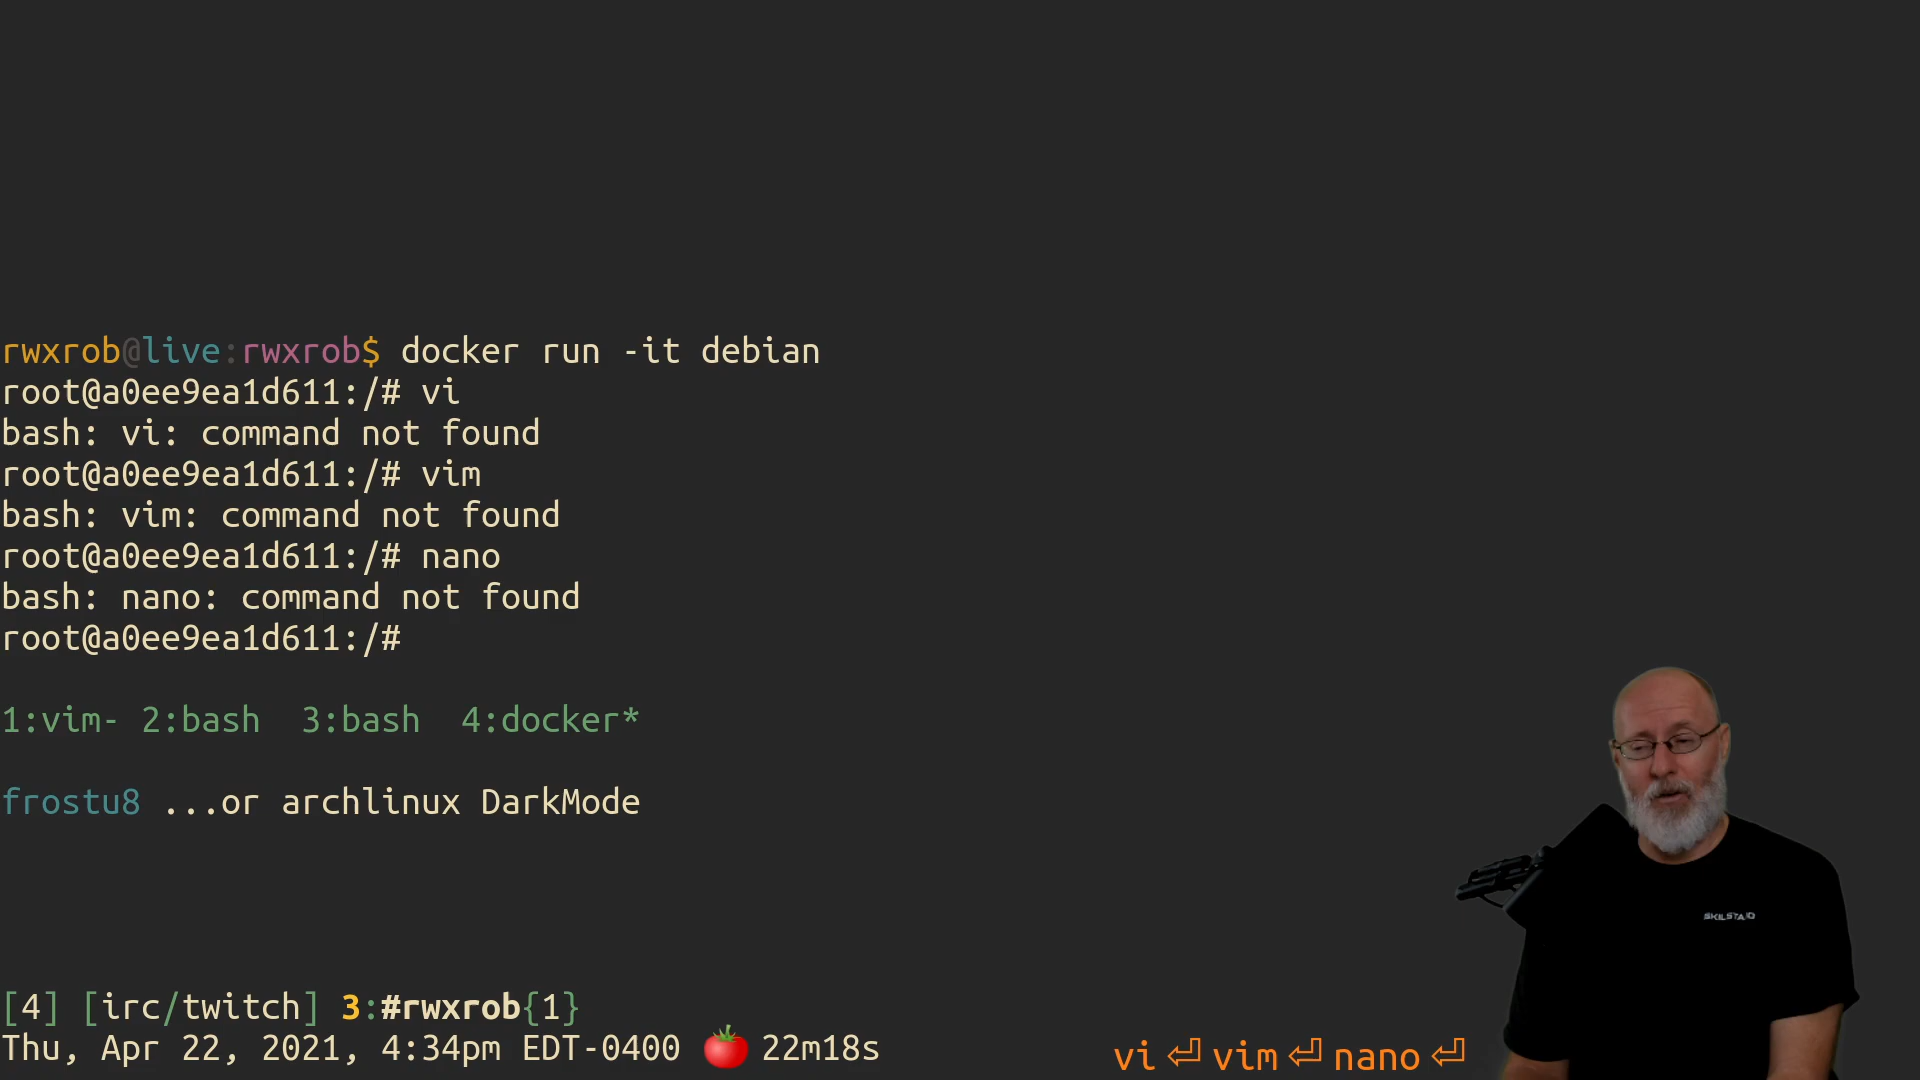 rwxrob@live:rwxrob$ docker run -it debian
root@a0ee9ea1d611:/# vi
bash: vi: command not found
root@a0ee9ea1d611:/# vim
bash: vim: command not found
root@a0ee9ea1d611:/# nano
bash: nano: command not found
root@a0ee9ea1d611:/#
1:vim- 2:bash  3:bash  4:docker*
frostu8 ...or archlinux DarkMode
[4] [irc/twitch] 3:#rwxrob{1}
Thu, Apr 22, 2021, 4:34pm EDT-0400 🍅 22m18s
vi ⏎ vim ⏎ nano ⏎